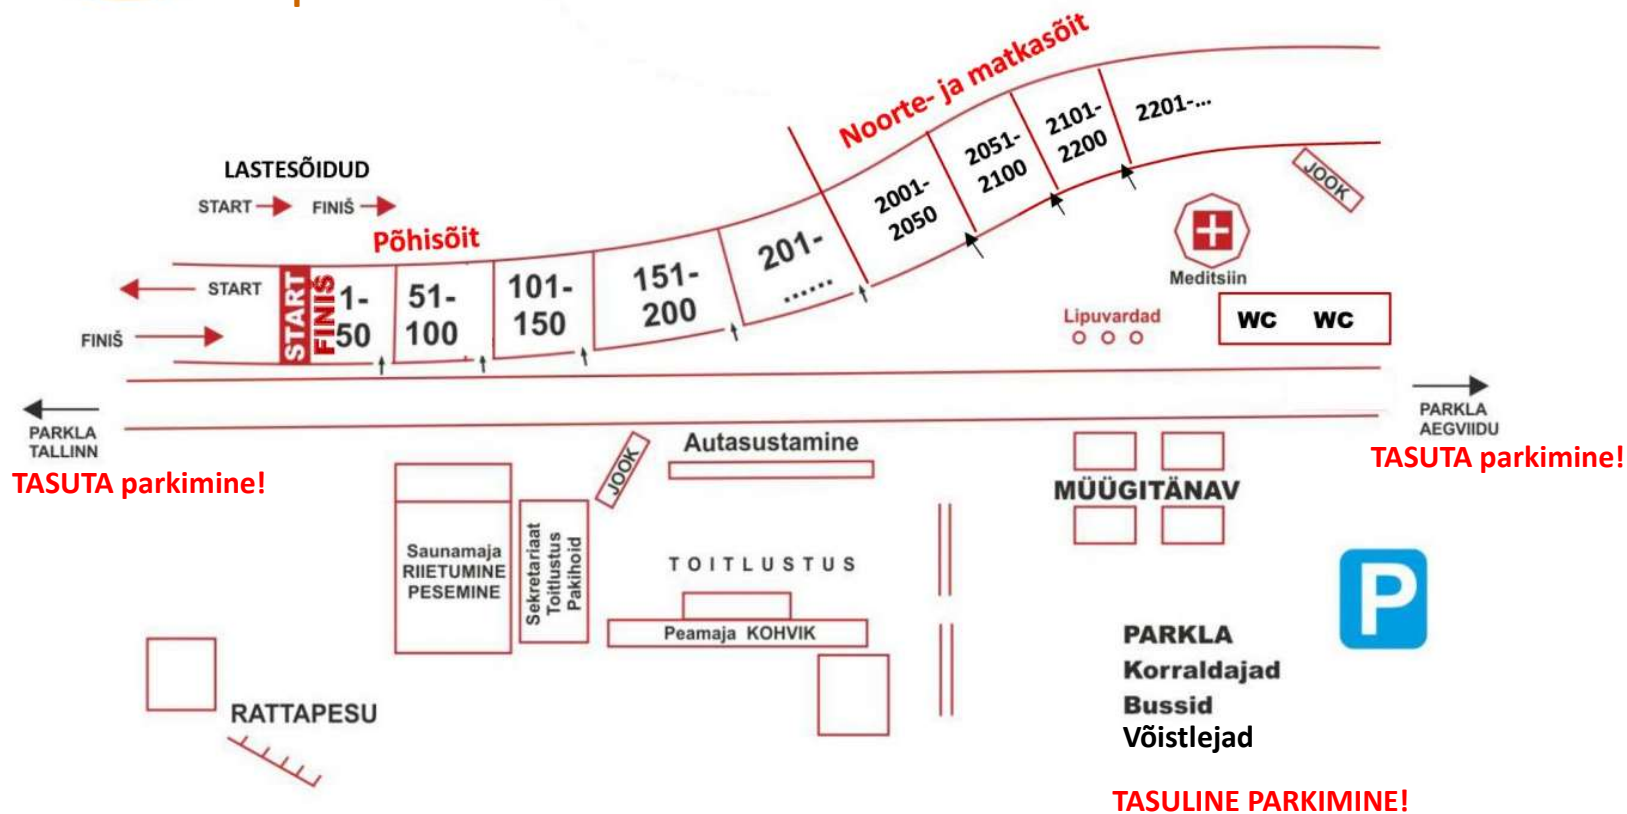 Noorte- ja matkasõit
2201-...
2101-
2200
2051-
2100
2001-
2050
LASTESÕIDUD
START
FINIŠ
JOOK
Põhisõit
START
FINIŠ
START
FINIŠ
1-
50
51-
100
101-
150
151-
200
201-
......
Meditsiin
Lipuvardad
WC WC
PARKLA
TALLINN
TASUTA parkimine!
PARKLA
AEGVIIDU
TASUTA parkimine!
JOOK
Autasustamine
MÜÜGITÄNAV
Saunamaja
RIIETUMINE
PESEMINE
Sekretariaat
Toitlustus
Pakihoid
TOITLUSTUS
Peamaja KOHVIK
P
PARKLA
Korraldajad
Bussid
Võistlejad
RATTAPESU
TASULINE PARKIMINE!